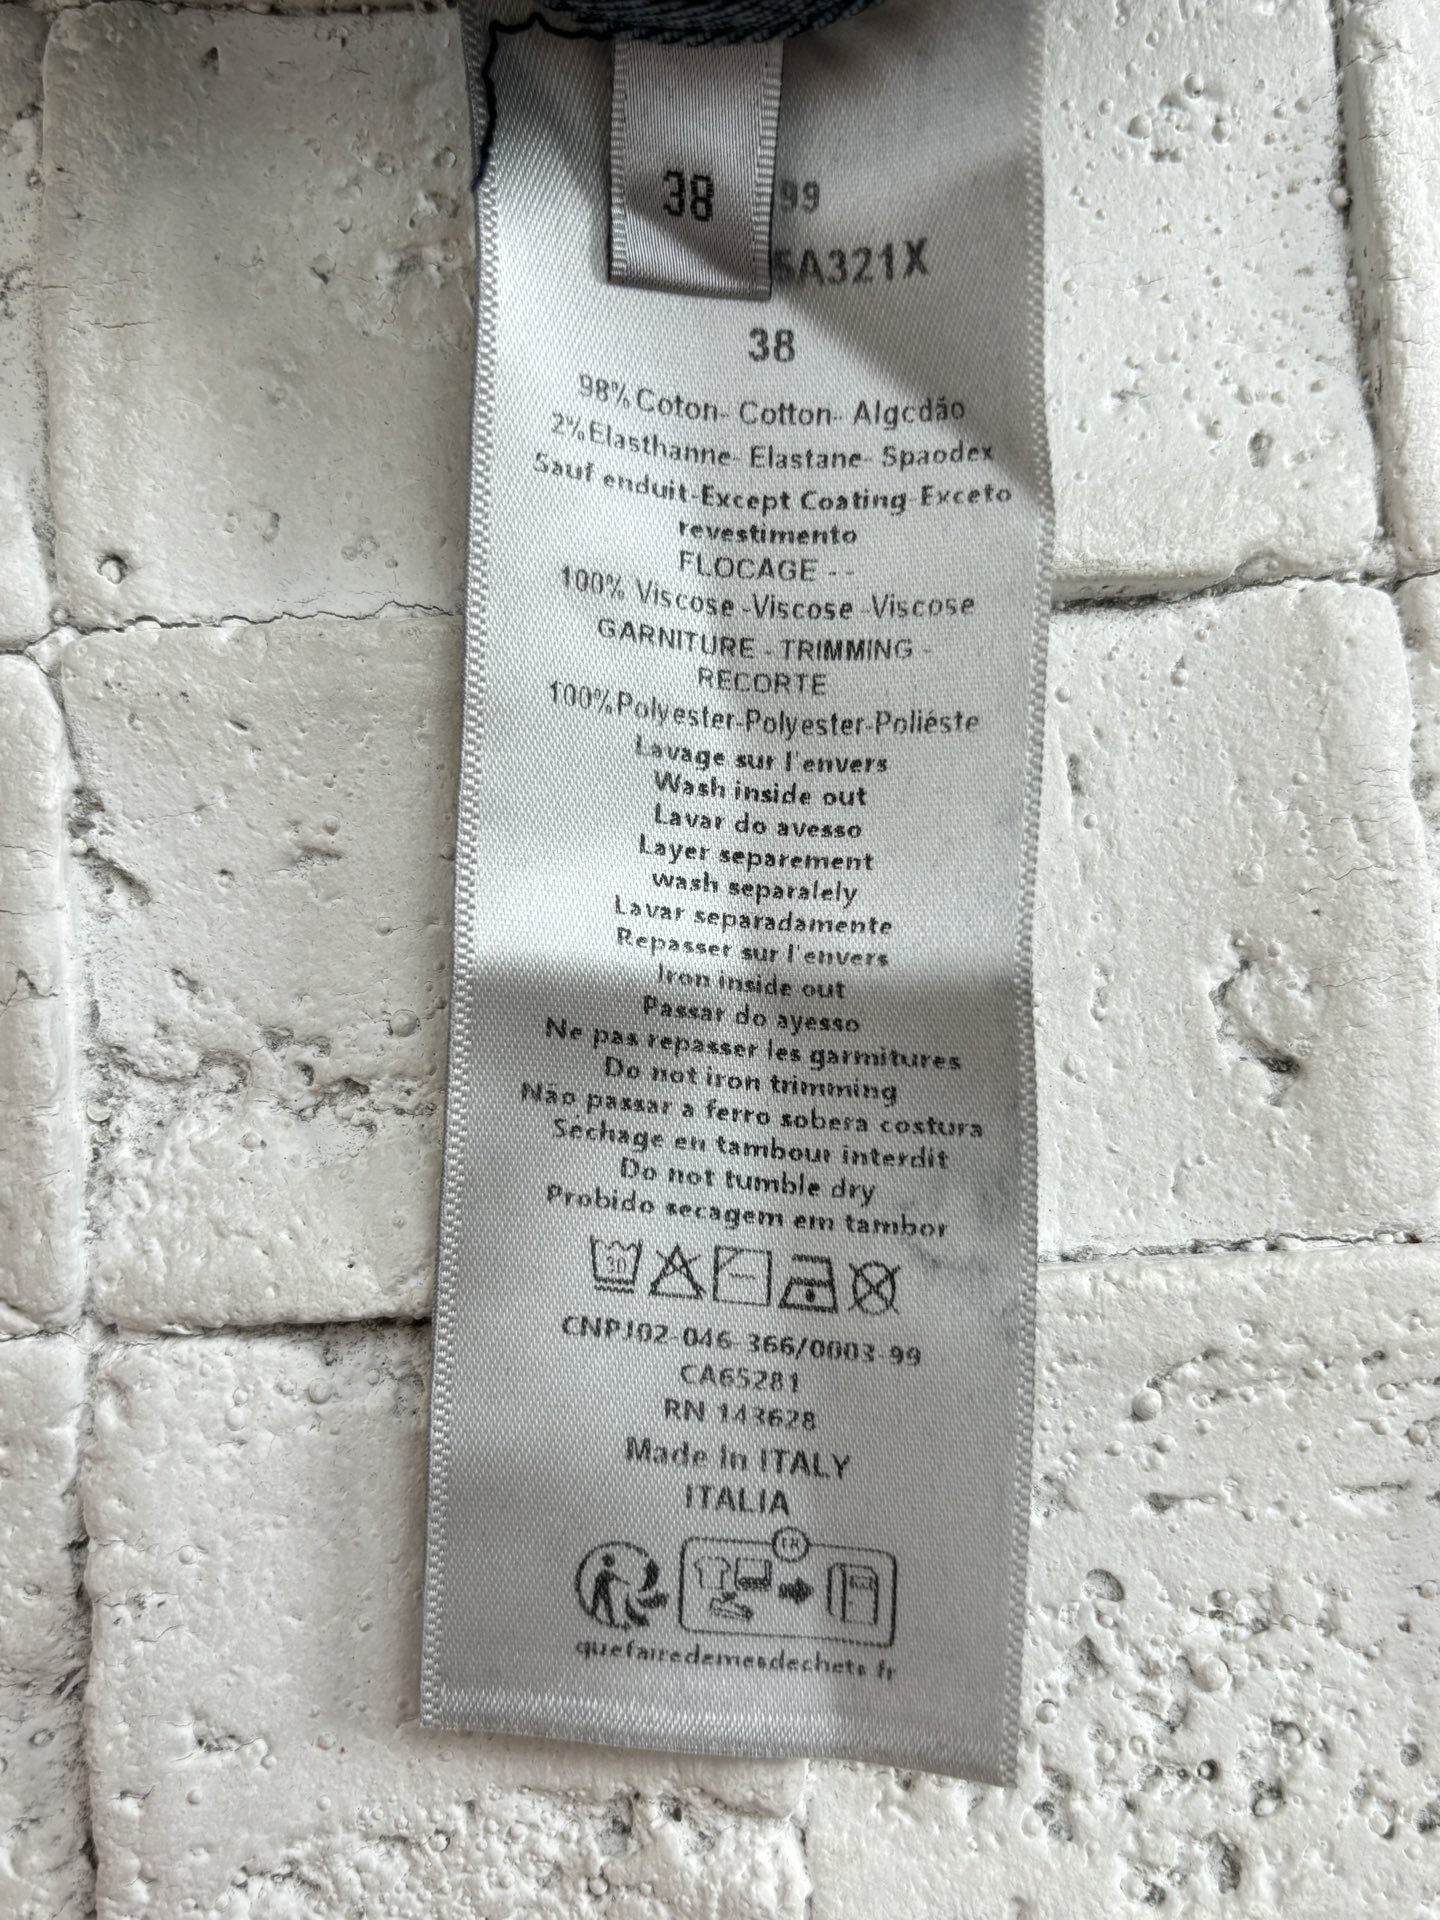 38
99
5A321X
38
98% Coton- Cotton- Algcdão
2%Elasthanne- Elastane- Spaodex
Sauf enduit-Except Coating-Exceto
revestimento
FLOCAGE - -
100% Viscose -Viscose -Viscose
GARNITURE - TRIMMING -
RECORTE
100%Polyester-Polyester-Poliéste
Lavage sur l'envers
Wash inside out
Lavar do avesso
Layer separement
wash separalely
Lavar separadamente
Repasser sur l'envers
Iron inside out
Passar do ayesso
Ne pas repasser les garmitures
Do not iron trimming
Não passar a ferro sobera costura
Séchage en tambour interdit
Do not tumble dry
Probido secagem em tambor
30
CNPJ02-046-366/0003-99
CA65281
RN 143628
Made in ITALY
ITALIA
FR
quefairedemesdechets fr